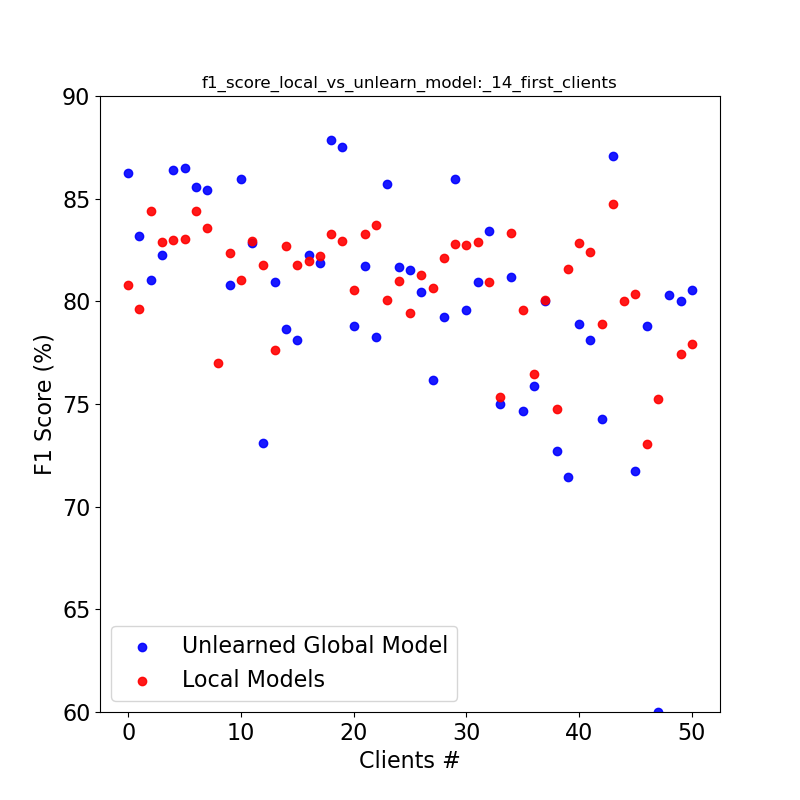 f1_score_local_vs_unlearn_model:_14_first_clients
90
85
80
75
70
65
60
F1 Score (%)
Unlearned Global Model
Local Models
0 10 20 30 40 50
Clients #